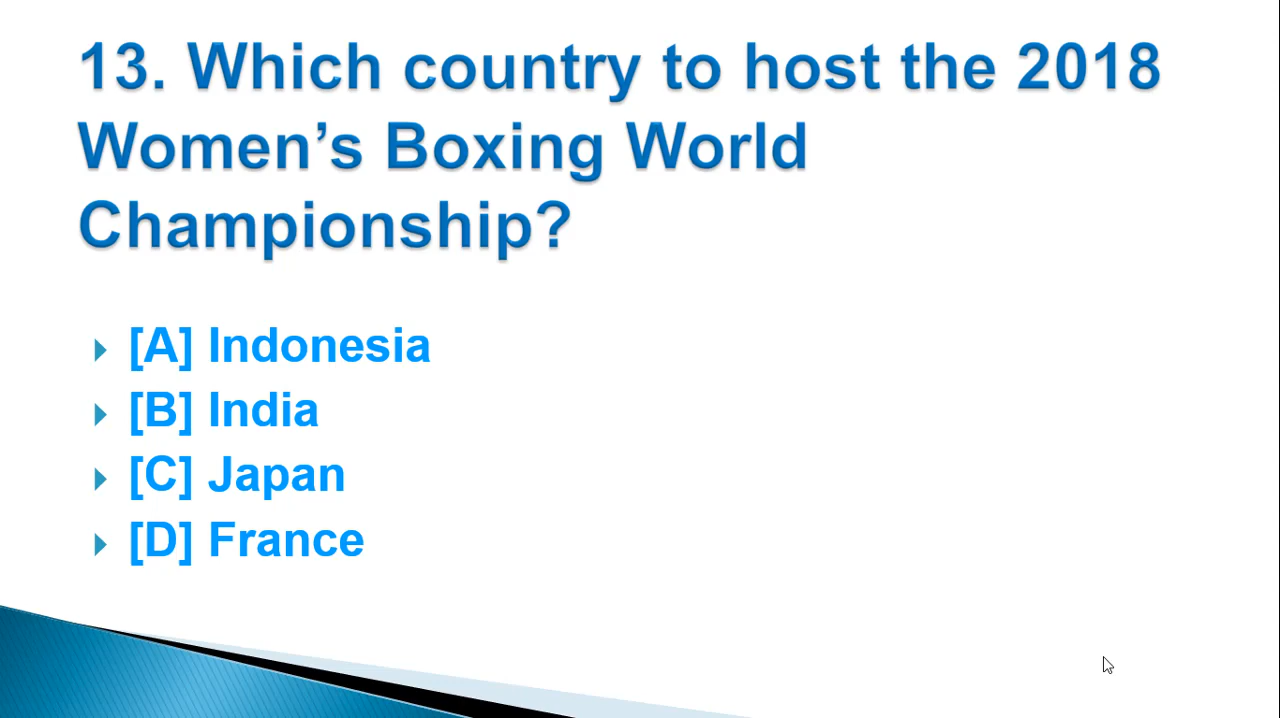 13. Which country to host the 2018
Women’s Boxing World
Championship?
[A] Indonesia
[B] India
[C] Japan
[D] France